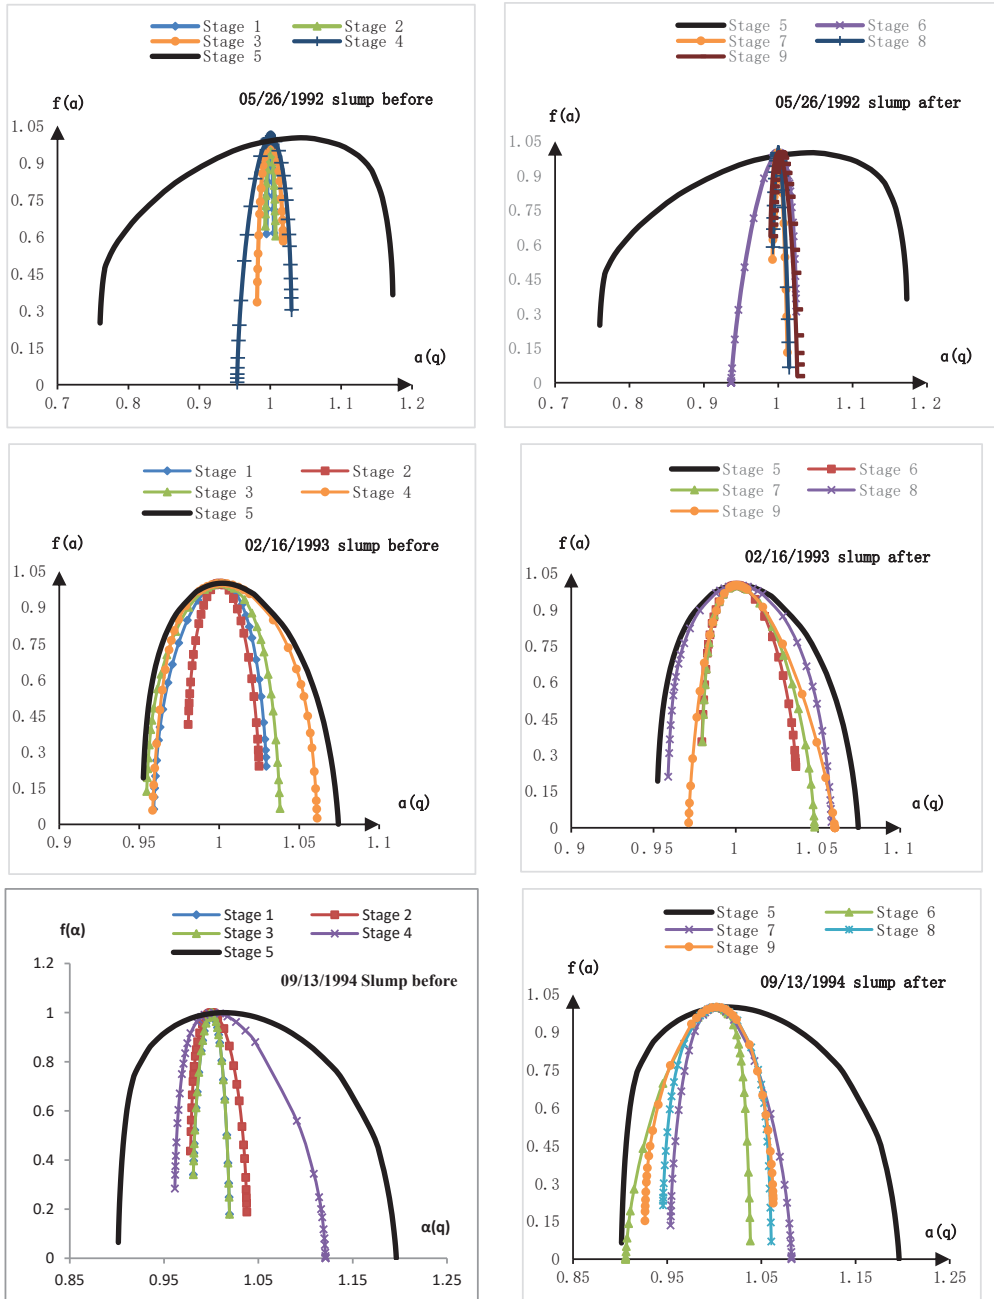 Stage 1 Stage 2
Stage 3 Stage 4
Stage 5
05/26/1992 slump before
f(a)
1.05
0.9
0.75
0.6
0.45
0.3
0.15
0
a(q)
0.7 0.8 0.9 1 1.1 1.2
Stage 5 Stage 6
Stage 7 Stage 8
Stage 9
05/26/1992 slump after
f(a)
1.05
0.9
0.75
0.6
0.45
0.3
0.15
0
a(q)
0.7 0.8 0.9 1 1.1 1.2
Stage 1 Stage 2
Stage 3 Stage 4
Stage 5
f(a)
02/16/1993 slump before
1.05
0.9
0.75
0.6
0.45
0.3
0.15
0
a(q)
0.9 0.95 1 1.05 1.1
Stage 5 Stage 6
Stage 7 Stage 8
Stage 9
f(a)
02/16/1993 slump after
1.05
0.9
0.75
0.6
0.45
0.3
0.15
0
a(q)
0.9 0.95 1 1.05 1.1
Stage 1 Stage 2
Stage 3 Stage 4
Stage 5
f(α)
1.2
09/13/1994 Slump before
1
0.8
0.6
0.4
0.2
0
α(q)
0.85 0.95 1.05 1.15 1.25
Stage 5 Stage 6
Stage 7 Stage 8
Stage 9
f(a)
09/13/1994 slump after
1.05
0.9
0.75
0.6
0.45
0.3
0.15
0
a(q)
0.85 0.95 1.05 1.15 1.25